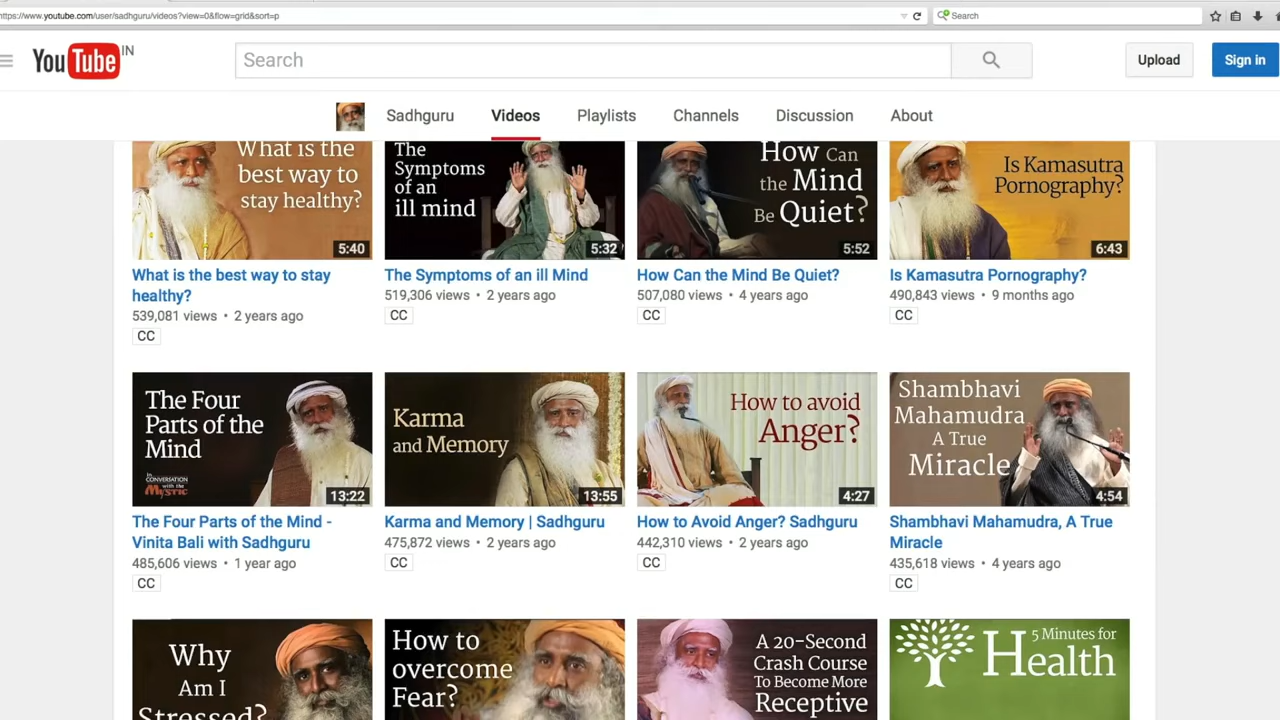 https://www.youtube.com/user/sadhguru/videos?view=0&flow=grid&sort=p
Search
YouTube IN
Search
Upload
Sign in
Sadhguru
Videos
Playlists
Channels
Discussion
About
What is the
best way to
stay healthy?
5:40
The
Symptoms
of an
ill mind
5:32
How Can
the Mind
Be Quiet?
5:52
Is Kamasutra
Pornography?
6:43
What is the best way to stay
healthy?
539,081 views • 2 years ago
CC
The Symptoms of an ill Mind
519,306 views • 2 years ago
CC
How Can the Mind Be Quiet?
507,080 views • 4 years ago
CC
Is Kamasutra Pornography?
490,843 views • 9 months ago
CC
The Four
Parts of the
Mind
In
CONVERSATION
with the
MYSTIC
13:22
Karma
and Memory
13:55
How to avoid
Anger?
4:27
Shambhavi
Mahamudra
A True
Miracle
4:54
The Four Parts of the Mind -
Vinita Bali with Sadhguru
485,606 views • 1 year ago
CC
Karma and Memory | Sadhguru
475,872 views • 2 years ago
CC
How to Avoid Anger? Sadhguru
442,310 views • 2 years ago
CC
Shambhavi Mahamudra, A True
Miracle
435,618 views • 4 years ago
CC
Why
Am I
Stressed?
How to
overcome
Fear?
A 20-Second
Crash Course
To Become More
Receptive
5 Minutes for
Health